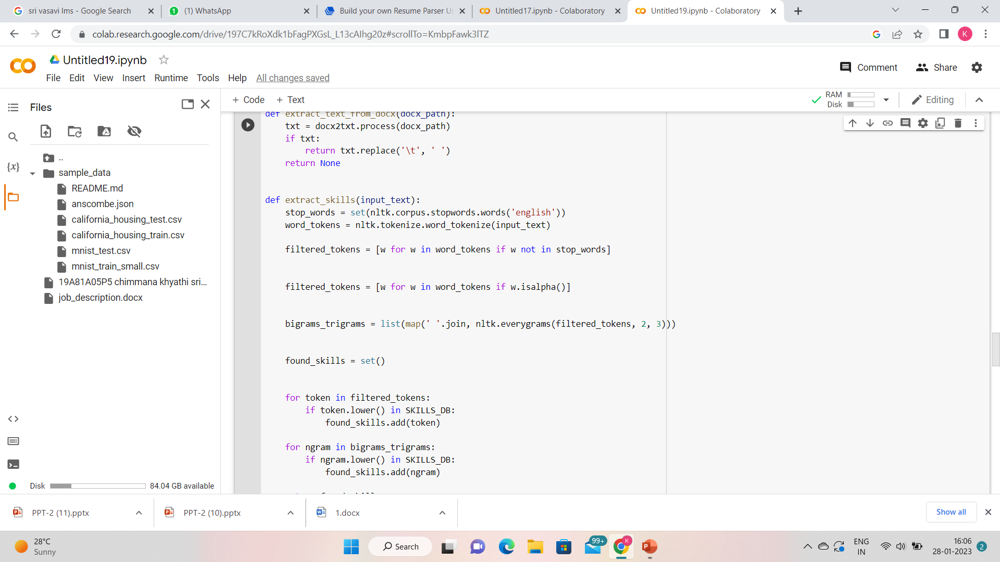 sri vasavi lms - Google Search
(1) WhatsApp
Build your own Resume Parser Us
Untitled17.ipynb - Colaboratory
Untitled19.ipynb - Colaboratory
colab.research.google.com/drive/197C7kRoXdk1bFagPXGsL_L13cAIhg20z#scrollTo=KmbpFawk3lTZ
K
Untitled19.ipynb
Comment
Share
File Edit View Insert Runtime Tools Help All changes saved
Files
+ Code + Text
RAM
Disk
Editing
..
sample_data
README.md
anscombe.json
california_housing_test.csv
california_housing_train.csv
mnist_test.csv
mnist_train_small.csv
19A81A05P5 chimmana khyathi sri...
job_description.docx
{x}
Disk
84.04 GB available
def extract_text_from_docx(docx_path):
    txt = docx2txt.process(docx_path)
    if txt:
        return txt.replace('\t', ' ')
    return None
def extract_skills(input_text):
    stop_words = set(nltk.corpus.stopwords.words('english'))
    word_tokens = nltk.tokenize.word_tokenize(input_text)
    filtered_tokens = [w for w in word_tokens if w not in stop_words]
    filtered_tokens = [w for w in word_tokens if w.isalpha()]
    bigrams_trigrams = list(map(' '.join, nltk.everygrams(filtered_tokens, 2, 3)))
    found_skills = set()
    for token in filtered_tokens:
        if token.lower() in SKILLS_DB:
            found_skills.add(token)
    for ngram in bigrams_trigrams:
        if ngram.lower() in SKILLS_DB:
            found_skills.add(ngram)
PPT-2 (11).pptx
PPT-2 (10).pptx
1.docx
Show all
28°C
Sunny
Search
99+
K
ENG
IN
16:06
28-01-2023
2